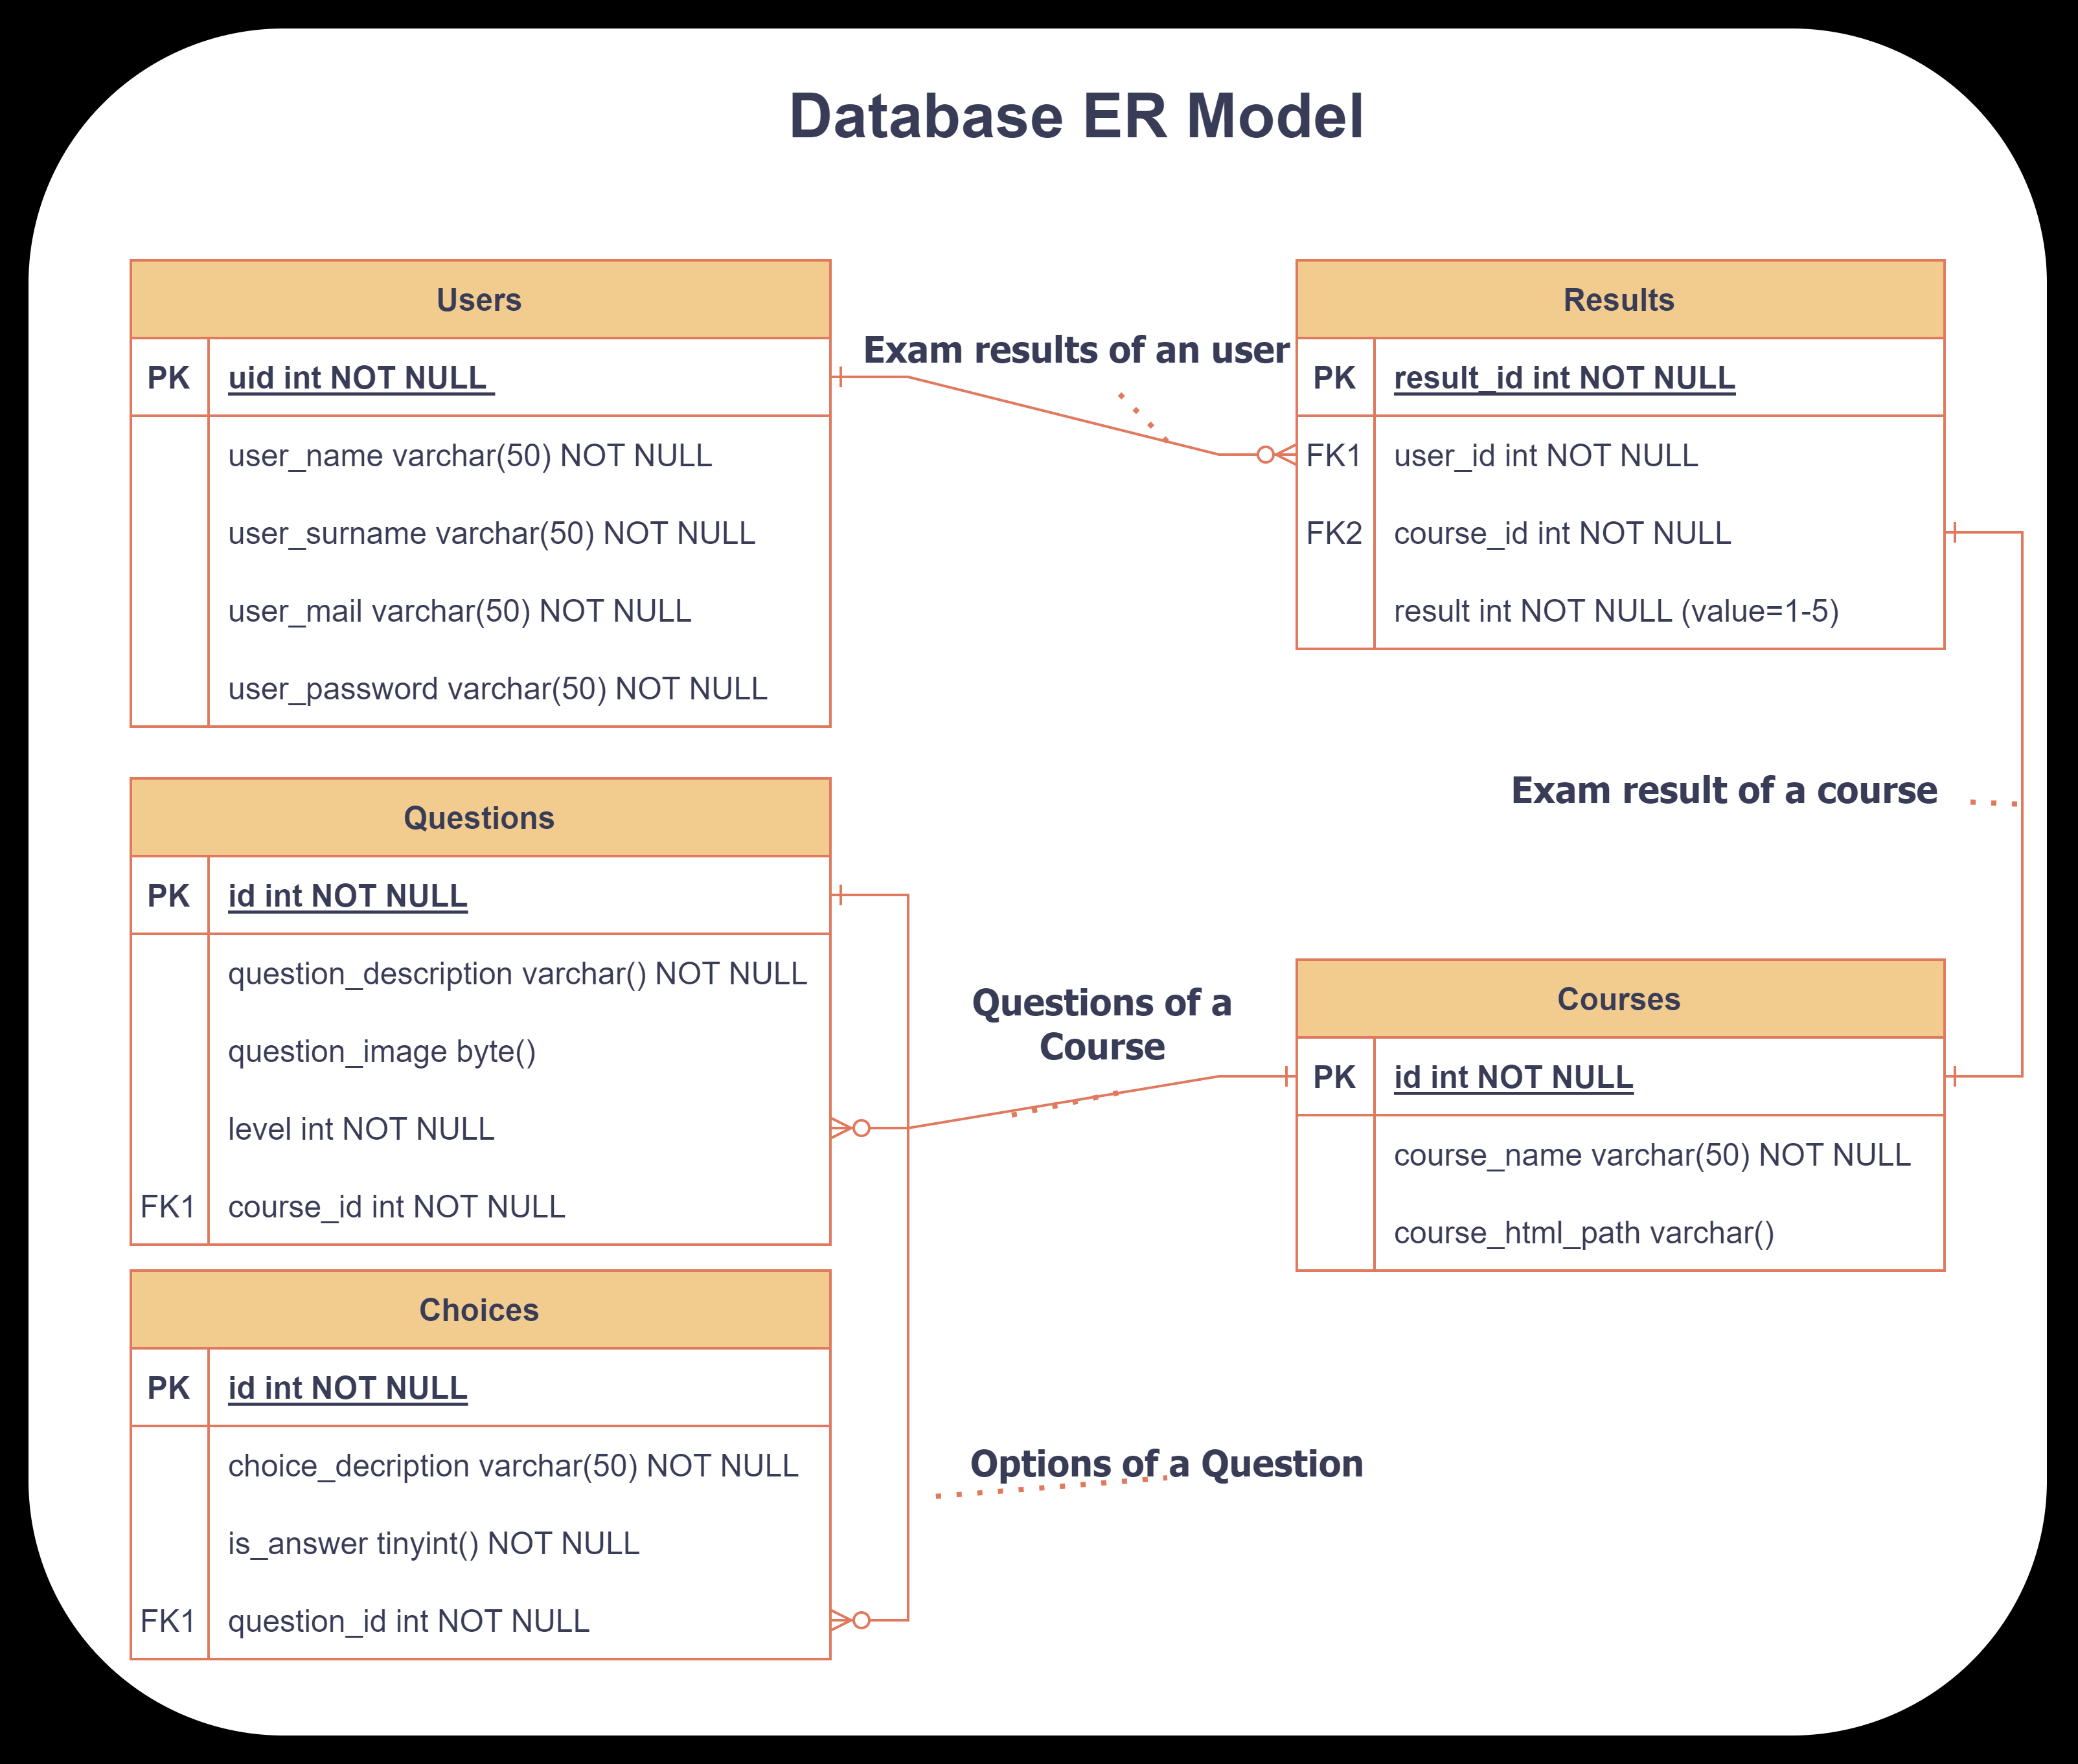 Database ER Model
Users
PK uid int NOT NULL
user_name varchar(50) NOT NULL
user_surname varchar(50) NOT NULL
user_mail varchar(50) NOT NULL
user_password varchar(50) NOT NULL
Exam results of an user
Results
PK result_id int NOT NULL
FK1 user_id int NOT NULL
FK2 course_id int NOT NULL
result int NOT NULL (value=1-5)
Exam result of a course
Questions
PK id int NOT NULL
question_description varchar() NOT NULL
question_image byte()
level int NOT NULL
FK1 course_id int NOT NULL
Questions of a
Course
Courses
PK id int NOT NULL
course_name varchar(50) NOT NULL
course_html_path varchar()
Choices
PK id int NOT NULL
choice_decription varchar(50) NOT NULL
is_answer tinyint() NOT NULL
FK1 question_id int NOT NULL
Options of a Question